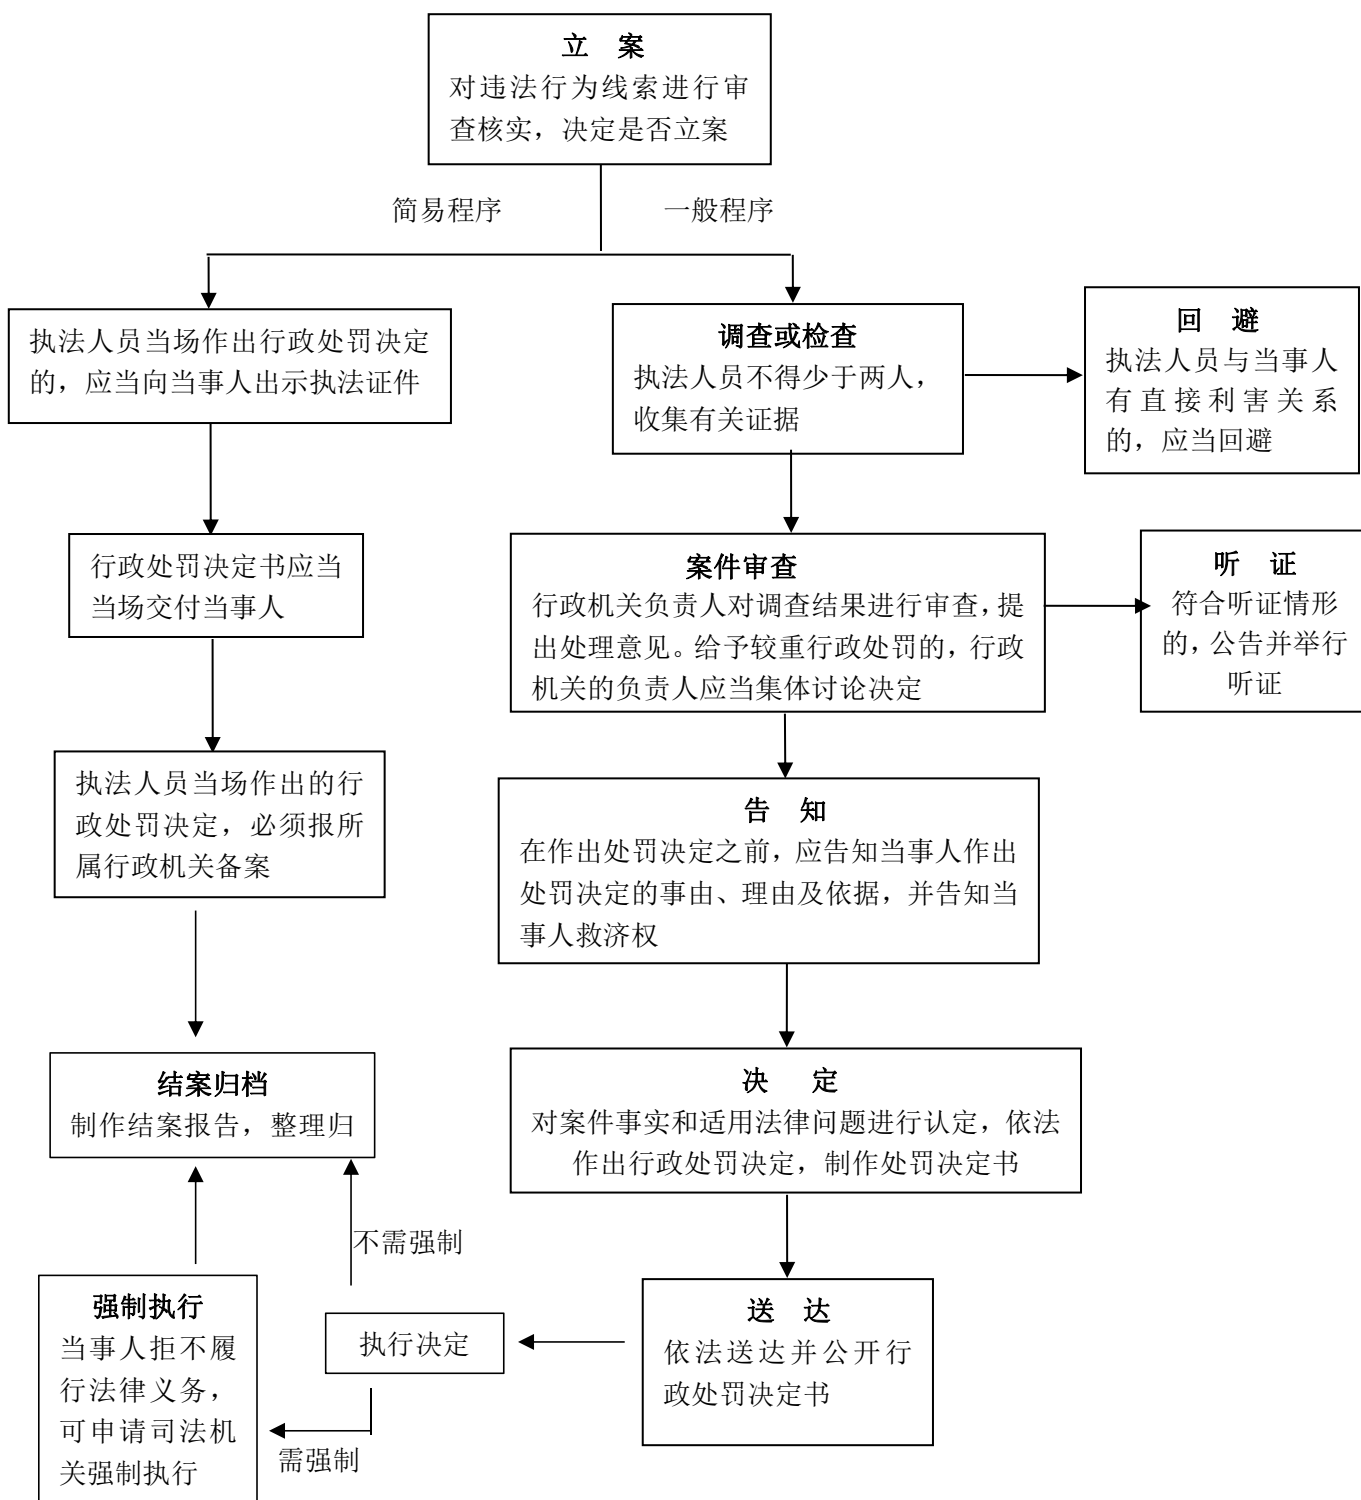 立 案
对违法行为线索进行审
查核实，决定是否立案
简易程序
一般程序
执法人员当场作出行政处罚决定
的，应当向当事人出示执法证件
调查或检查
执法人员不得少于两人，
收集有关证据
回 避
执法人员与当事人
有直接利害关系
的，应当回避
行政处罚决定书应当
当场交付当事人
案件审查
行政机关负责人对调查结果进行审查，提
出处理意见。给予较重行政处罚的，行政
机关的负责人应当集体讨论决定
听 证
符合听证情形
的，公告并举行
听证
执法人员当场作出的行
政处罚决定，必须报所
属行政机关备案
告 知
在作出处罚决定之前，应告知当事人作出
处罚决定的事由、理由及依据，并告知当
事人救济权
结案归档
制作结案报告，整理归
决 定
对案件事实和适用法律问题进行认定，依法
作出行政处罚决定，制作处罚决定书
不需强制
强制执行
当事人拒不履
行法律义务，
可申请司法机
关强制执行
执行决定
需强制
送 达
依法送达并公开行
政处罚决定书